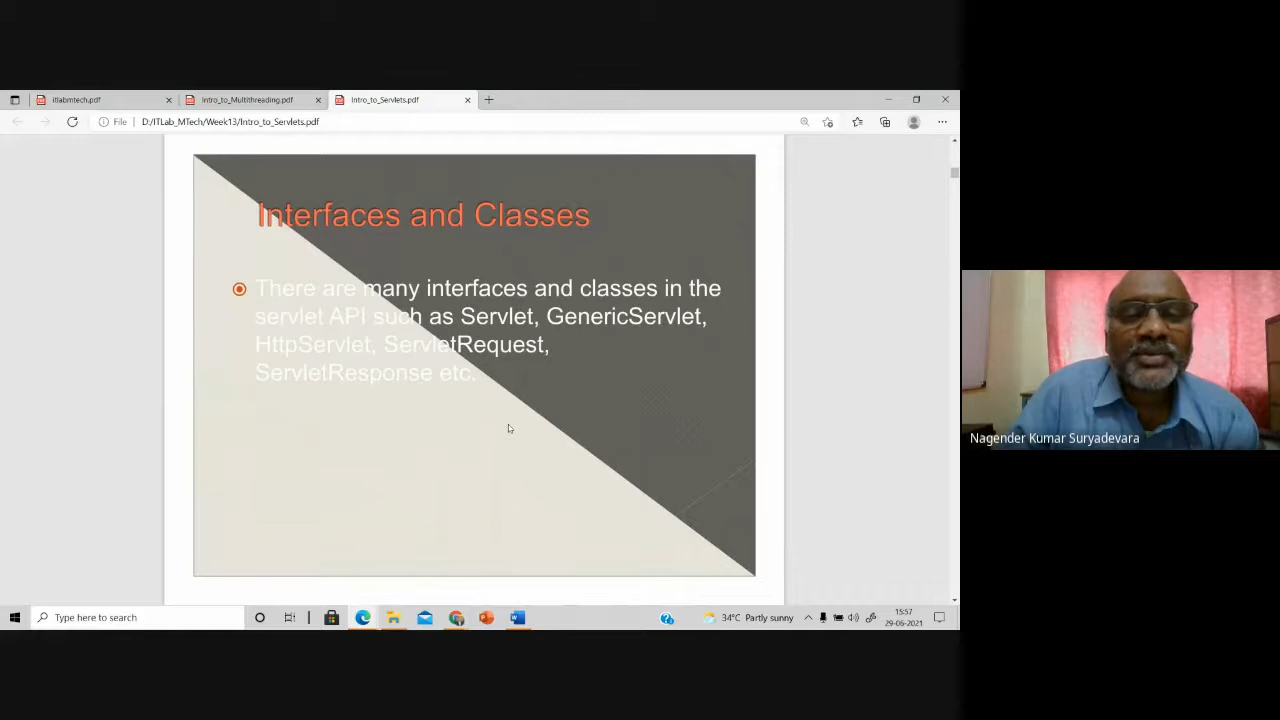 itlabmtech.pdf
Intro_to_Multithreading.pdf
Intro_to_Servlets.pdf
File
D:/ITLab_MTech/Week13/Intro_to_Servlets.pdf
Interfaces and Classes
There are many interfaces and classes in the
servlet API such as Servlet, GenericServlet,
HttpServlet, ServletRequest,
ServletResponse etc.
Nagender Kumar Suryadevara
Type here to search
34°C Partly sunny
15:57
29-06-2021